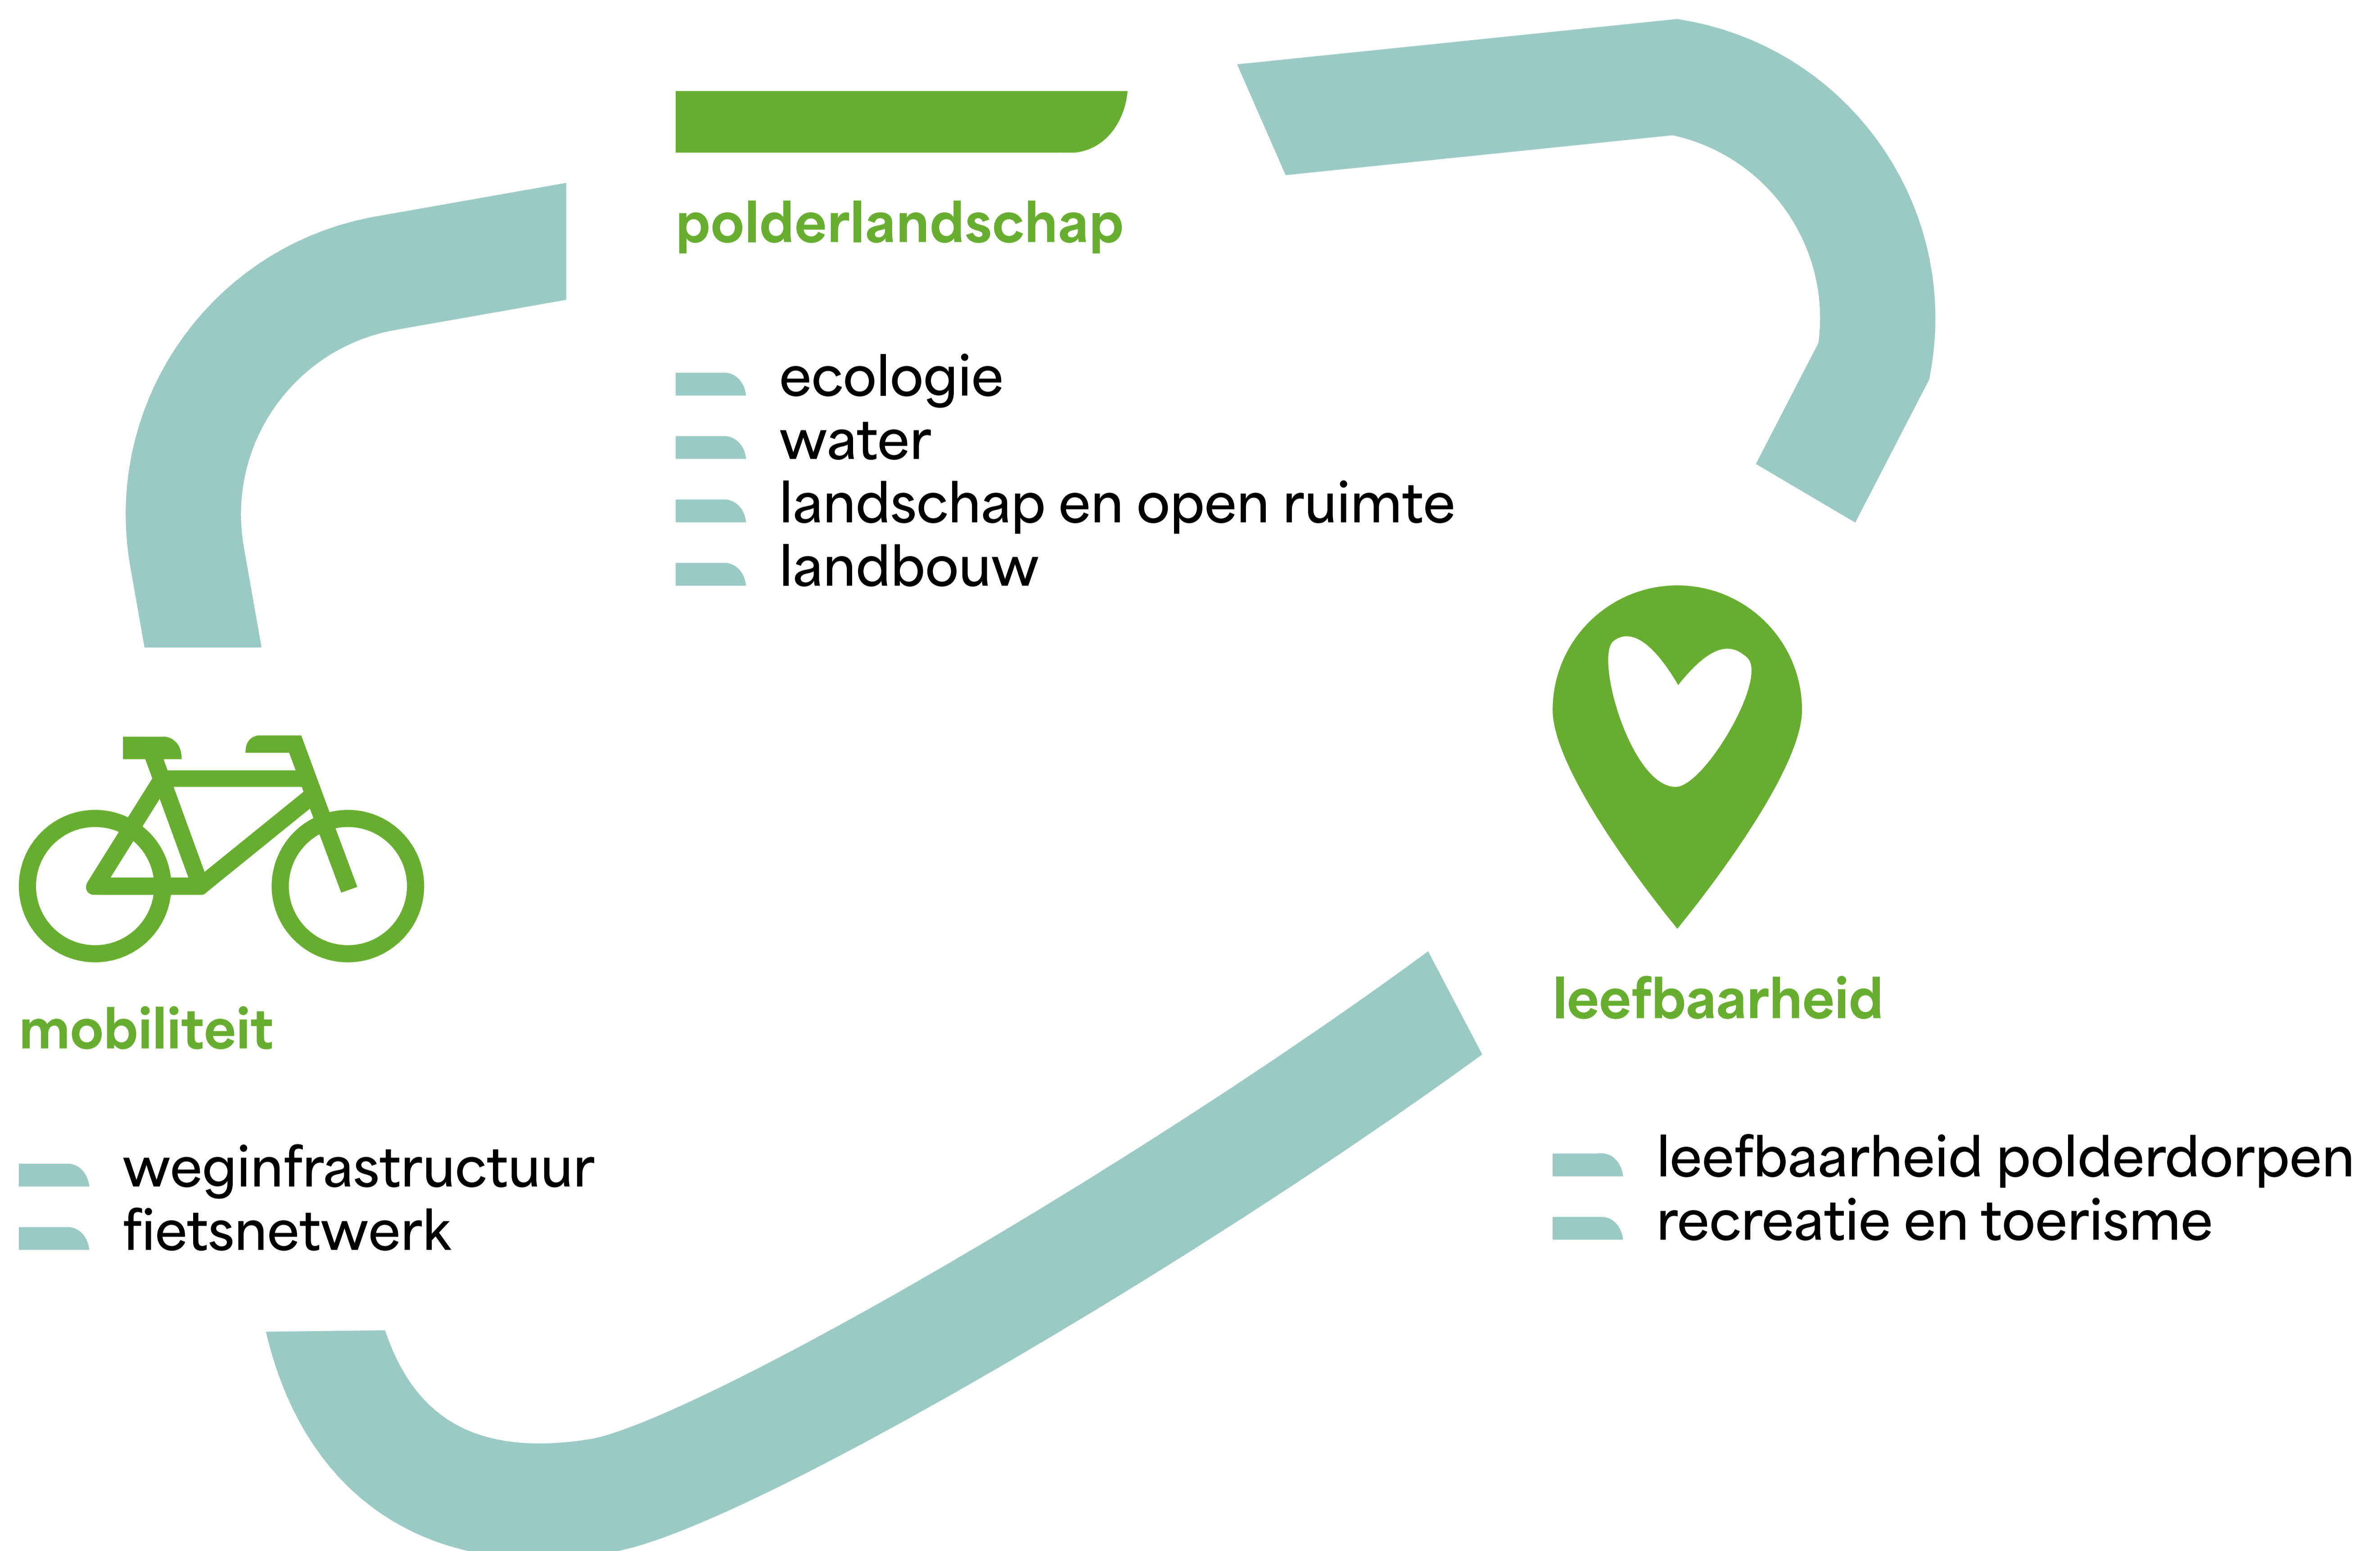 polderlandschap
ecologie
water
landschap en open ruimte
landbouw
mobiliteit
weginfrastructuur
fietsnetwerk
leefbaarheid
leefbaarheid polderdorpen
recreatie en toerisme